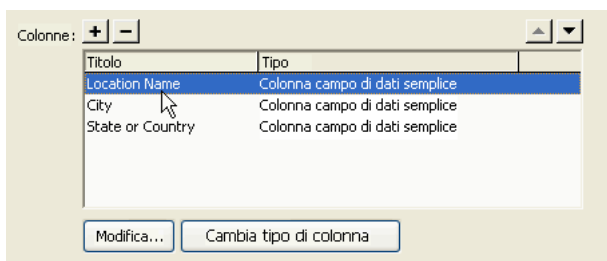 Colonne: + −
Titolo Tipo
Location Name Colonna campo di dati semplice
City Colonna campo di dati semplice
State or Country Colonna campo di dati semplice
Modifica... Cambia tipo di colonna